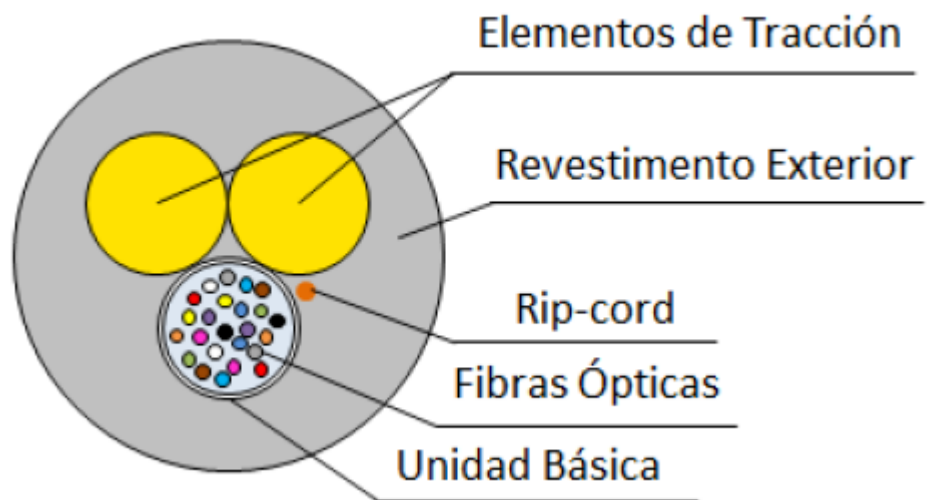 Elementos de Tracción
Revestimento Exterior
Rip-cord
Fibras Ópticas
Unidad Básica